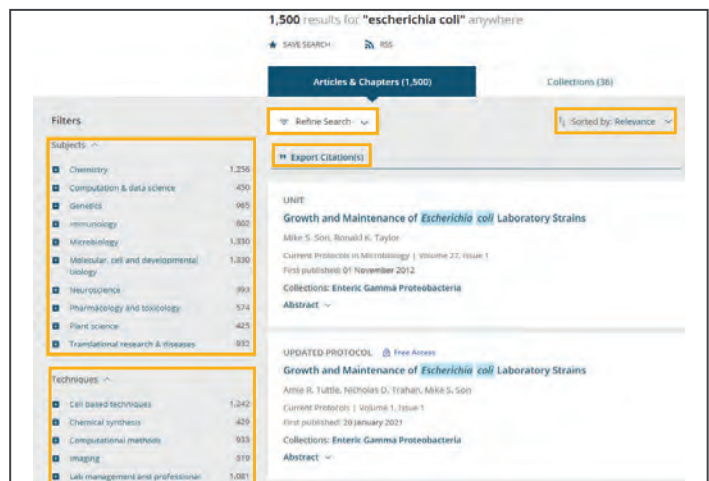 1,500 results for "escherichia coli" anywhere
SAVE SEARCH RSS
Articles & Chapters (1,500) Collections (36)
Filters
Refine Search
Sorted by: Relevance
Subjects
Export Citation(s)
Chemistry 1,256
Computation & data science 450
Genetics 965
Immunology 802
Microbiology 1,330
Molecular, cell and developmental
biology 1,330
Neuroscience 393
Pharmacology and toxicology 574
Plant science 425
Translational research & diseases 932
Techniques
Cell based techniques 1,242
Chemical synthesis 420
Computational methods 933
Imaging 519
Lab management and professional 1,081
UNIT
Growth and Maintenance of Escherichia coli Laboratory Strains
Mike S. Son, Ronald K. Taylor
Current Protocols in Microbiology | Volume 27, Issue 1
First published: 01 November 2012
Collections: Enteric Gamma Proteobacteria
Abstract
UPDATED PROTOCOL Free Access
Growth and Maintenance of Escherichia coli Laboratory Strains
Amie R. Tuttle, Nicholas D. Trahan, Mike S. Son
Current Protocols | Volume 1, Issue 1
First published: 20 January 2021
Collections: Enteric Gamma Proteobacteria
Abstract